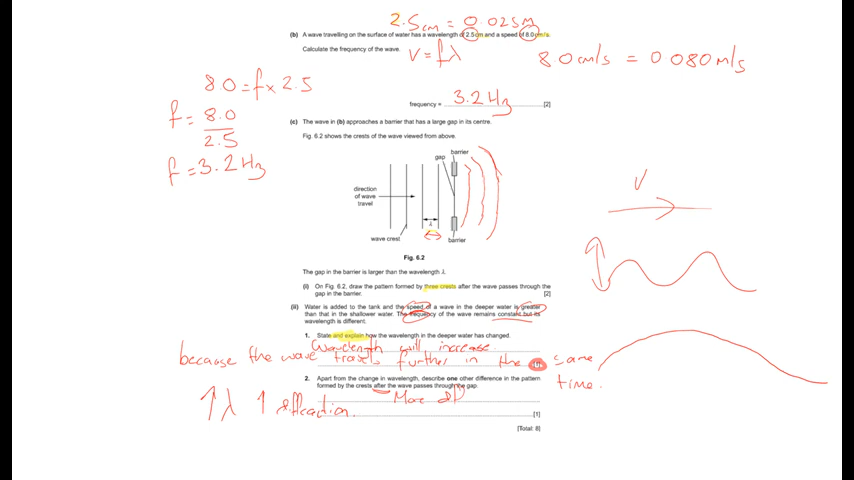 2.5cm = 0.025m
(b) A wave travelling on the surface of water has a wavelength of 2.5cm and a speed of 8.0cm/s.
Calculate the frequency of the wave.
v = fλ
8.0cm/s = 0.080m/s
8.0 = f x 2.5
f = 8.0
2.5
f = 3.2 Hz
frequency = 3.2 Hz [2]
(c) The wave in (b) approaches a barrier that has a large gap in its centre.
Fig. 6.2 shows the crests of the wave viewed from above.
barrier
gap
direction
of wave
travel
λ
wave crest
barrier
V
Fig. 6.2
The gap in the barrier is larger than the wavelength λ.
(i) On Fig. 6.2, draw the pattern formed by three crests after the wave passes through the
gap in the barrier. [2]
(ii) Water is added to the tank and the speed of a wave in the deeper water is greater
than that in the shallower water. The frequency of the wave remains constant but its
wavelength is different.
1. State and explain how the wavelength in the deeper water has changed.
Wavelength will increase
because the wave travels further in the same
time.
2. Apart from the change in wavelength, describe one other difference in the pattern
formed by the crests after the wave passes through the gap.
More
↑λ ↑ diffraction.
[1]
[Total: 8]